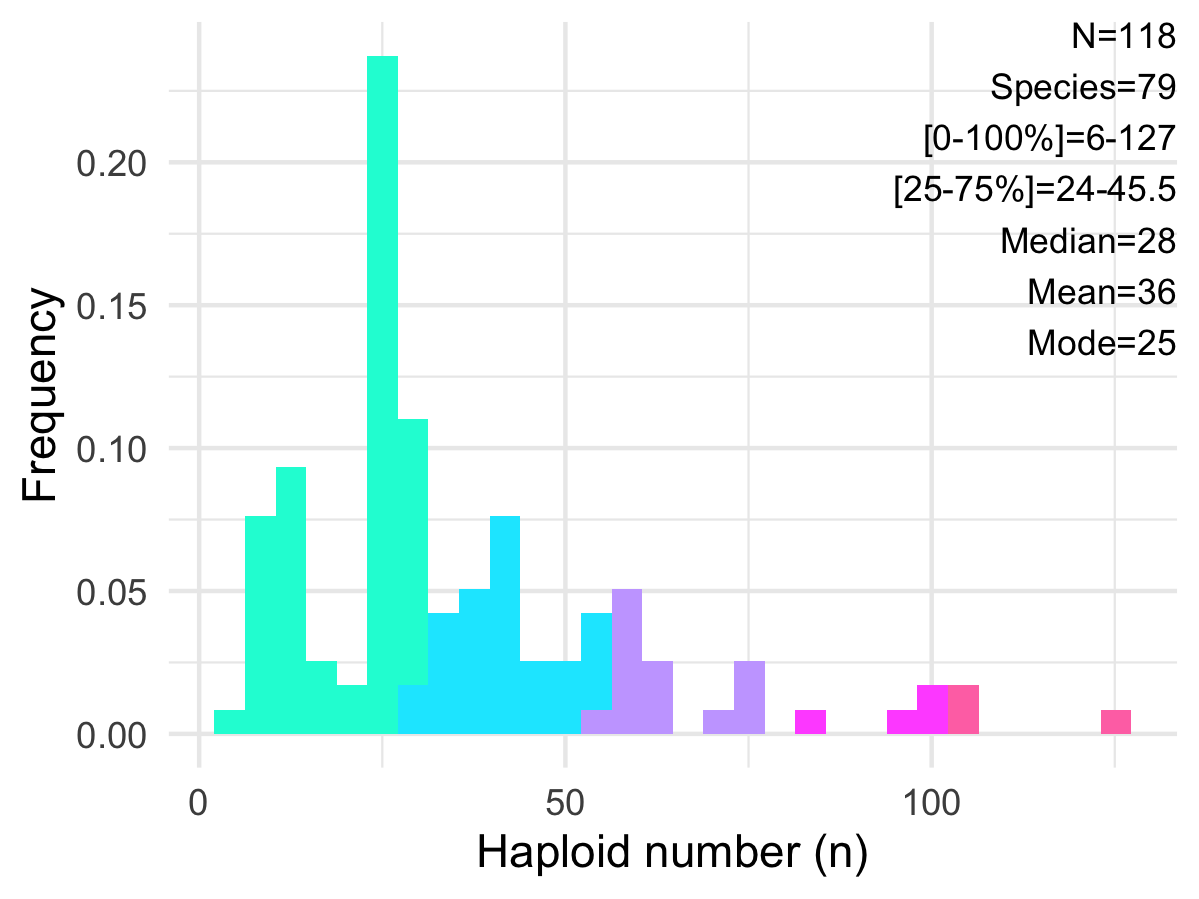 N=118
Species=79
[0-100%]=6-127
[25-75%]=24-45.5
Median=28
Mean=36
Mode=25
Frequency
0.20
0.15
0.10
0.05
0.00
0 50 100
Haploid number (n)